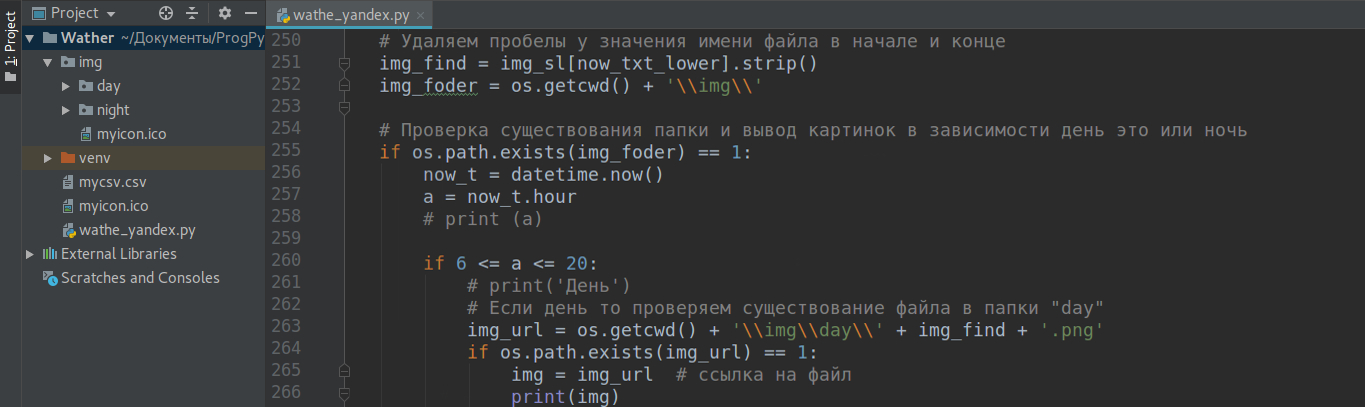 1: Project
Project
Wather ~/Документы/ProgPy
img
day
night
myicon.ico
venv
mycsv.csv
myicon.ico
wathe_yandex.py
External Libraries
Scratches and Consoles
wathe_yandex.py
250 # Удаляем пробелы у значения имени файла в начале и конце
251 img_find = img_sl[now_txt_lower].strip()
252 img_foder = os.getcwd() + '\\img\\'
253
254 # Проверка существования папки и вывод картинок в зависимости день это или ночь
255 if os.path.exists(img_foder) == 1:
256 now_t = datetime.now()
257 a = now_t.hour
258 # print (a)
259
260 if 6 <= a <= 20:
261 # print('День')
262 # Если день то проверяем существование файла в папки "day"
263 img_url = os.getcwd() + '\\img\\day\\' + img_find + '.png'
264 if os.path.exists(img_url) == 1:
265 img = img_url # ссылка на файл
266 print(img)